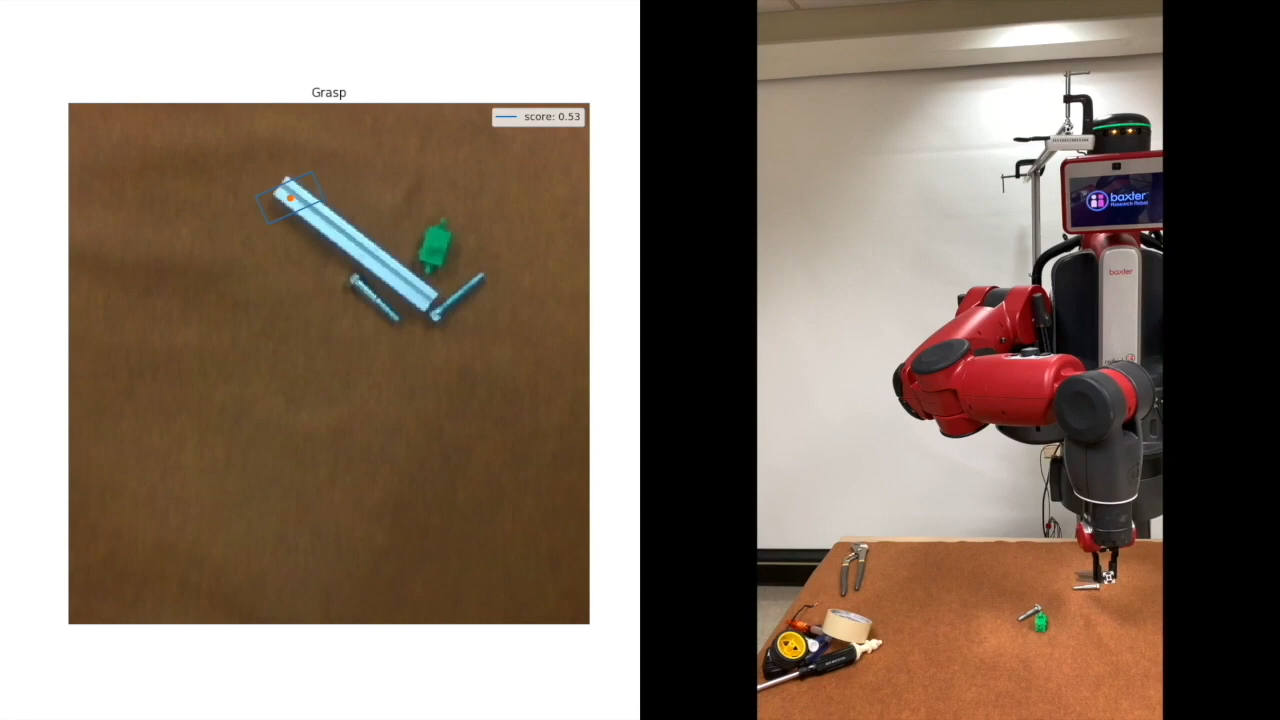 Grasp
score: 0.53
baxter
Research Robot
baxter